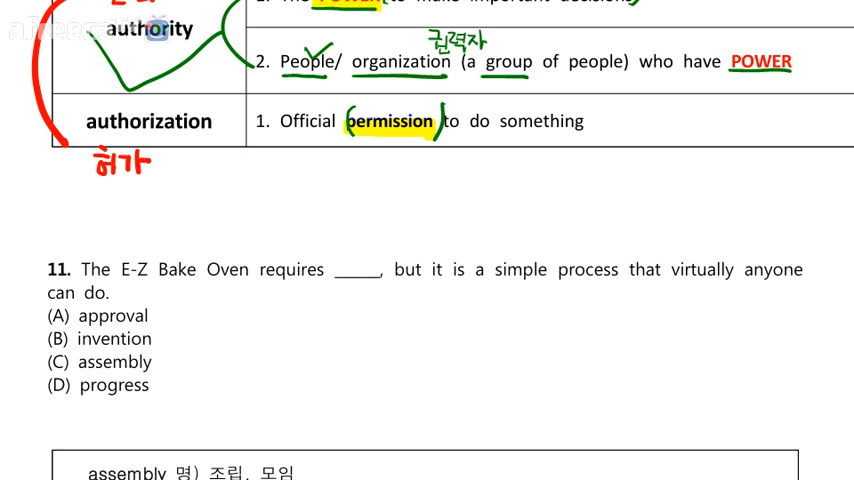 authority
2. People/ organization (a group of people) who have POWER
권력자
authorization
1. Official permission to do something
허가
11. The E-Z Bake Oven requires _____, but it is a simple process that virtually anyone
can do.
(A) approval
(B) invention
(C) assembly
(D) progress
assembly 명) 조립, 모임